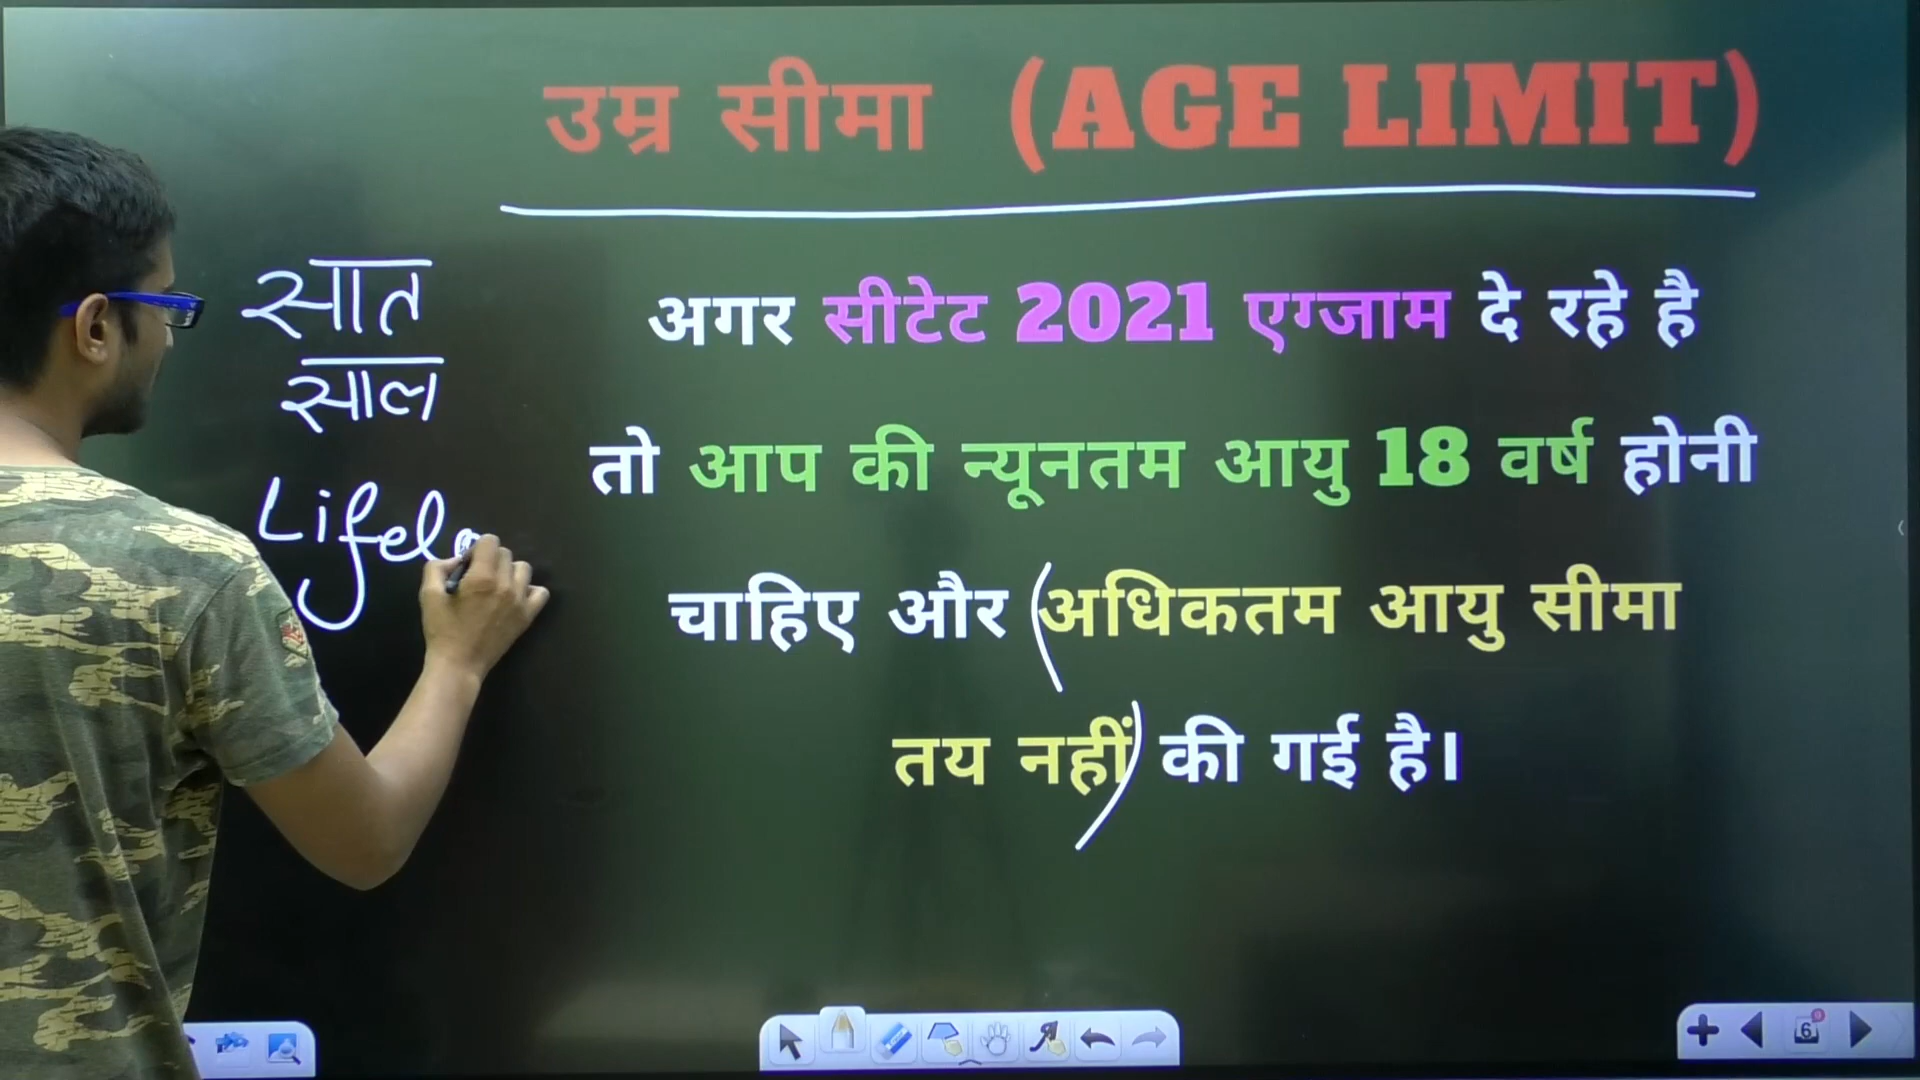 उम्र सीमा (AGE LIMIT)
सात
साल
अगर सीटेट 2021 एग्जाम दे रहे है
तो आप की न्यूनतम आयु 18 वर्ष होनी
चाहिए और (अधिकतम आयु सीमा
तय नहीं) की गई है।
6